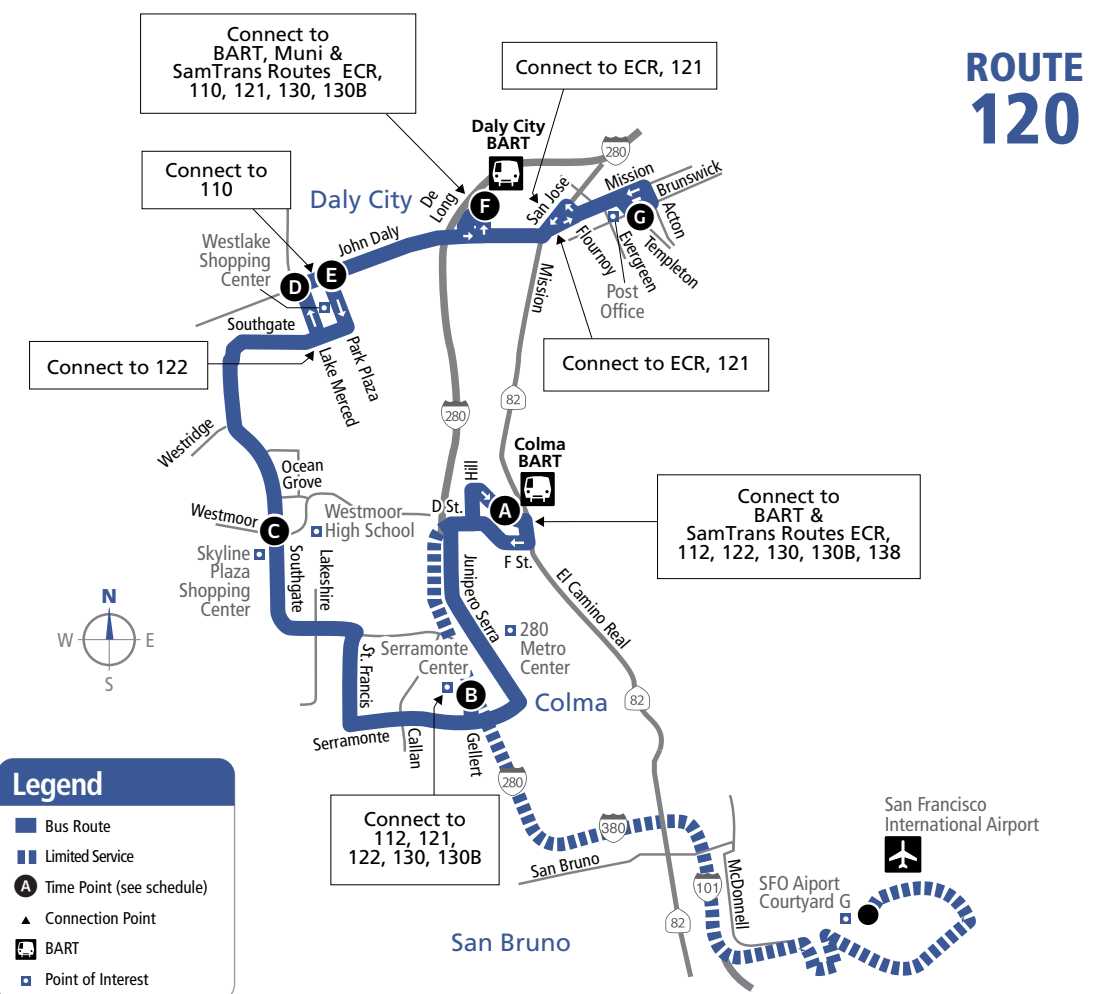 ROUTE
120
Connect to
BART, Muni &
SamTrans Routes ECR,
110, 121, 130, 130B
Connect to ECR, 121
Daly City
BART
280
Connect to
110
Daly City
De
Long
F
San Jose
Mission
Brunswick
Acton
G
Templeton
Evergreen
Flournoy
Post
Office
John Daly
Westlake
Shopping
Center
D
E
Southgate
Park Plaza
Lake Merced
Mission
Connect to 122
Connect to ECR, 121
280
82
Westridge
Ocean
Grove
Colma
BART
Hill
D St.
A
F St.
Connect to
BART &
SamTrans Routes ECR,
112, 122, 130, 130B, 138
Westmoor
C
Westmoor
High School
Skyline
Plaza
Shopping
Center
Southgate
Lakeshire
Junipero Serra
El Camino Real
280
Metro
Center
N
W
E
S
Serramonte
Center
St. Francis
B
Colma
82
Serramonte
Callan
Gellert
280
Connect to
112, 121,
122, 130, 130B
380
San Bruno
101
McDonnell
San Francisco
International Airport
SFO Aiport
Courtyard G
82
San Bruno
Legend
Bus Route
Limited Service
A
Time Point (see schedule)
Connection Point
BART
Point of Interest